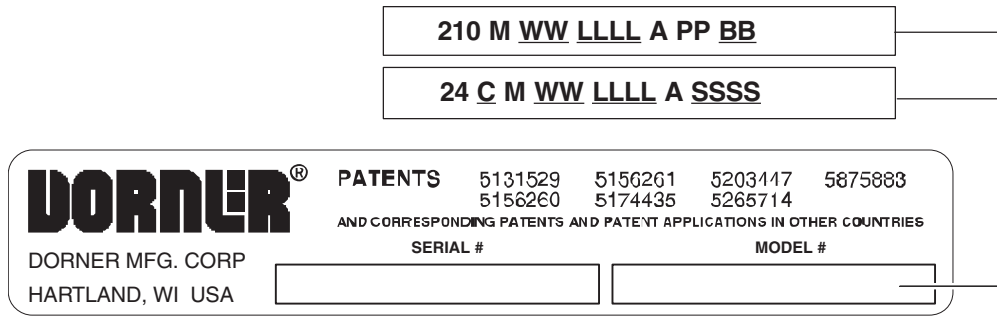 210 M WW LLLL A PP BB
24 C M WW LLLL A SSSS
DORNER®
PATENTS 5131529 5156261 5203447 5875883
5156260 5174435 5265714
AND CORRESPONDING PATENTS AND PATENT APPLICATIONS IN OTHER COUNTRIES
SERIAL # MODEL #
DORNER MFG. CORP
HARTLAND, WI USA